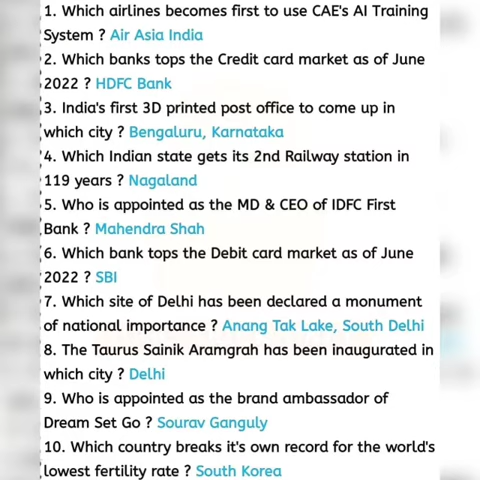 1. Which airlines becomes first to use CAE's AI Training
System ? Air Asia India
2. Which banks tops the Credit card market as of June
2022 ? HDFC Bank
3. India's first 3D printed post office to come up in
which city ? Bengaluru, Karnataka
4. Which Indian state gets its 2nd Railway station in
119 years ? Nagaland
5. Who is appointed as the MD & CEO of IDFC First
Bank ? Mahendra Shah
6. Which bank tops the Debit card market as of June
2022 ? SBI
7. Which site of Delhi has been declared a monument
of national importance ? Anang Tak Lake, South Delhi
8. The Taurus Sainik Aramgrah has been inaugurated in
which city ? Delhi
9. Who is appointed as the brand ambassador of
Dream Set Go ? Sourav Ganguly
10. Which country breaks it's own record for the world's
lowest fertility rate ? South Korea